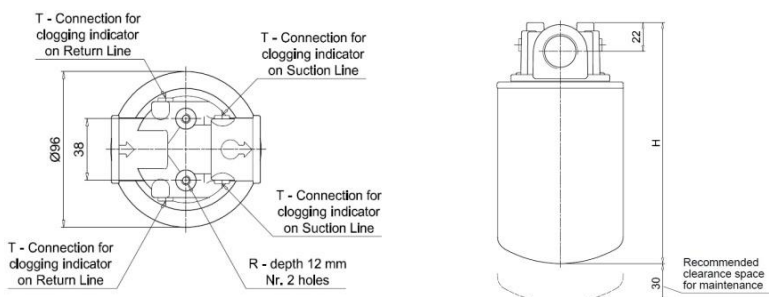 T - Connection for
clogging indicator
on Return Line
T - Connection for
clogging indicator
on Suction Line
Ø96
38
T - Connection for
clogging indicator
on Suction Line
T - Connection for
clogging indicator
on Return Line
R - depth 12 mm
Nr. 2 holes
22
H
30
Recommended
clearance space
for maintenance